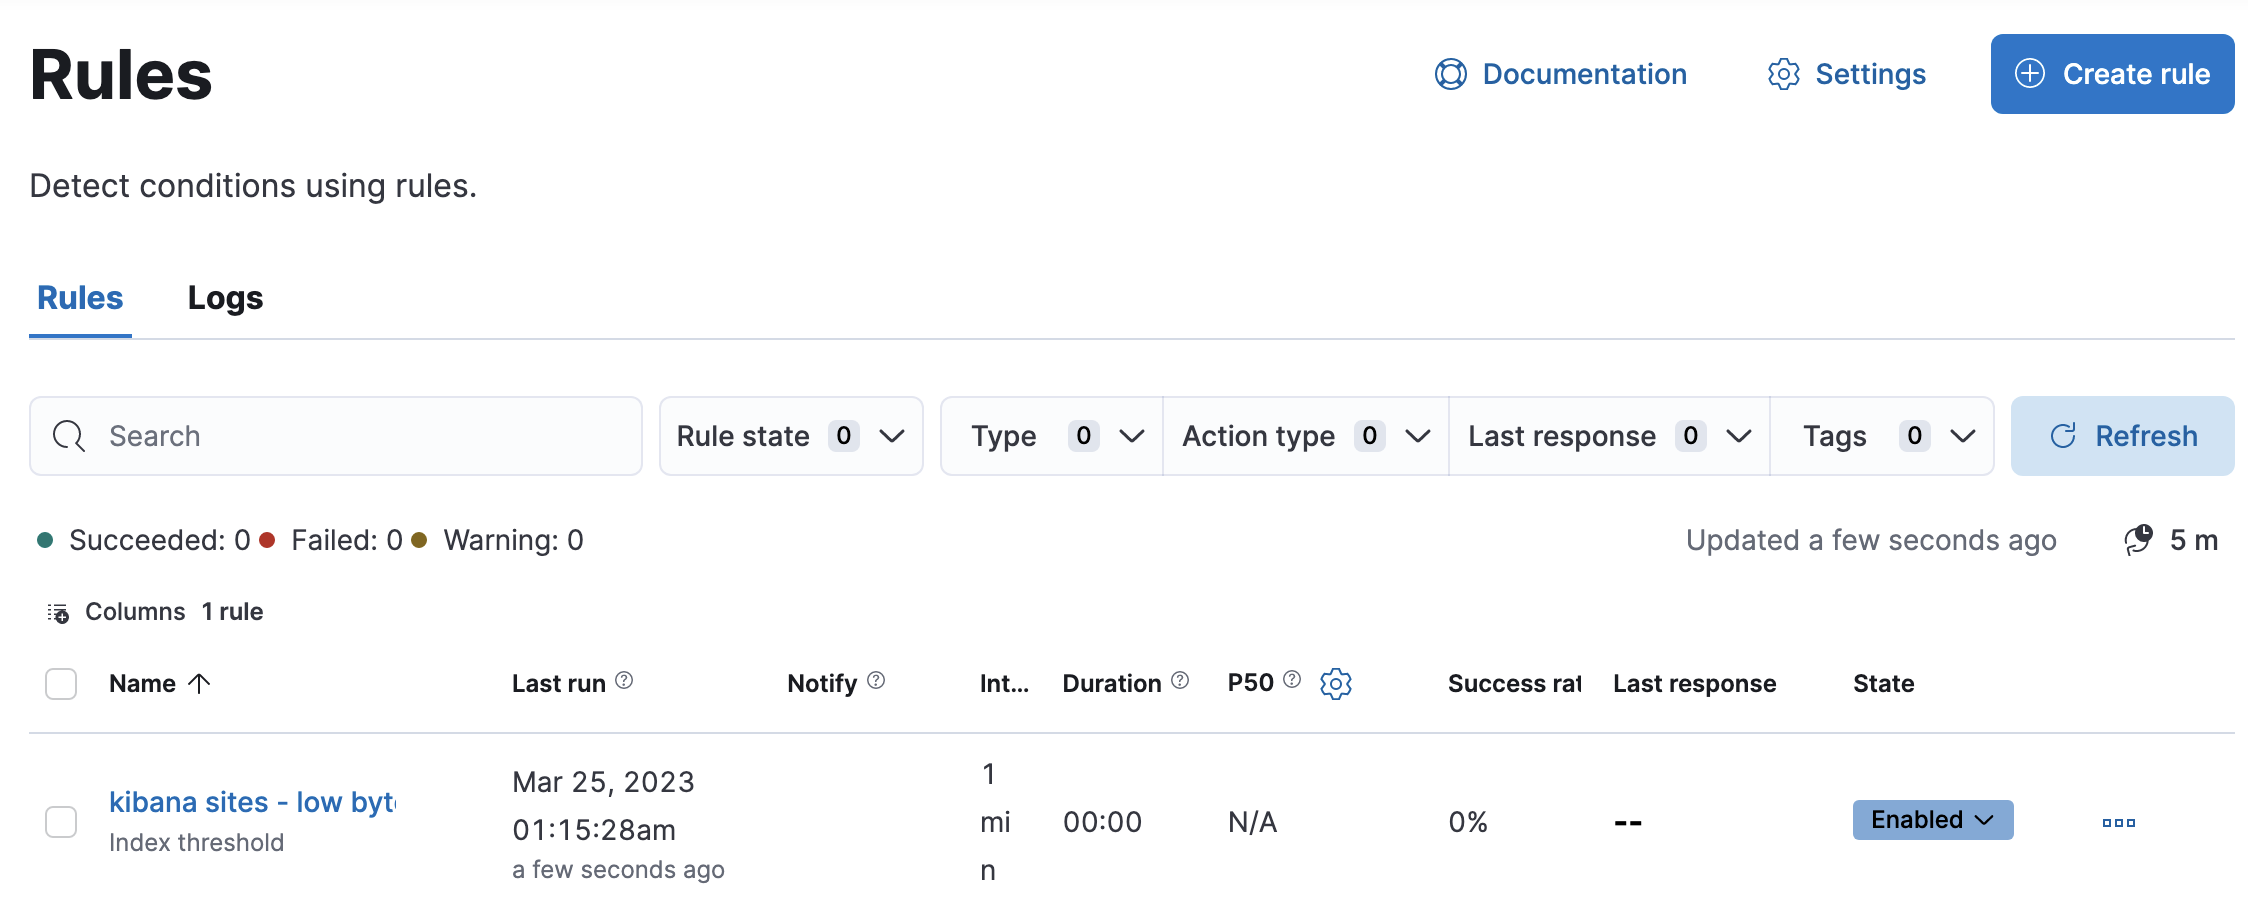 Rules
Documentation
Settings
Create rule
Detect conditions using rules.
Rules
Logs
Search
Rule state 0
Type 0
Action type 0
Last response 0
Tags 0
Refresh
Succeeded: 0
Failed: 0
Warning: 0
Updated a few seconds ago
5 m
Columns
1 rule
Name
Last run
Notify
Int...
Duration
P50
Success rat
Last response
State
kibana sites - low byt
Index threshold
Mar 25, 2023
01:15:28am
a few seconds ago
1
mi
n
00:00
N/A
0%
--
Enabled